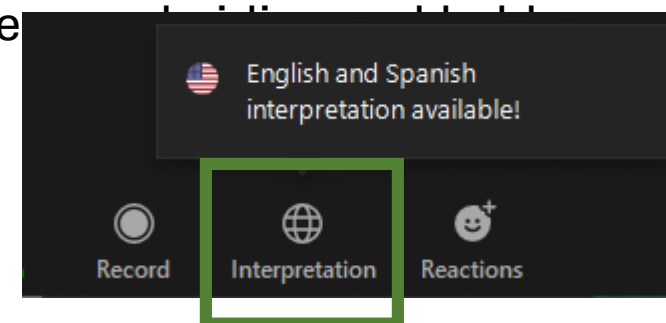 e
English and Spanish
interpretation available!
Record
Interpretation
Reactions